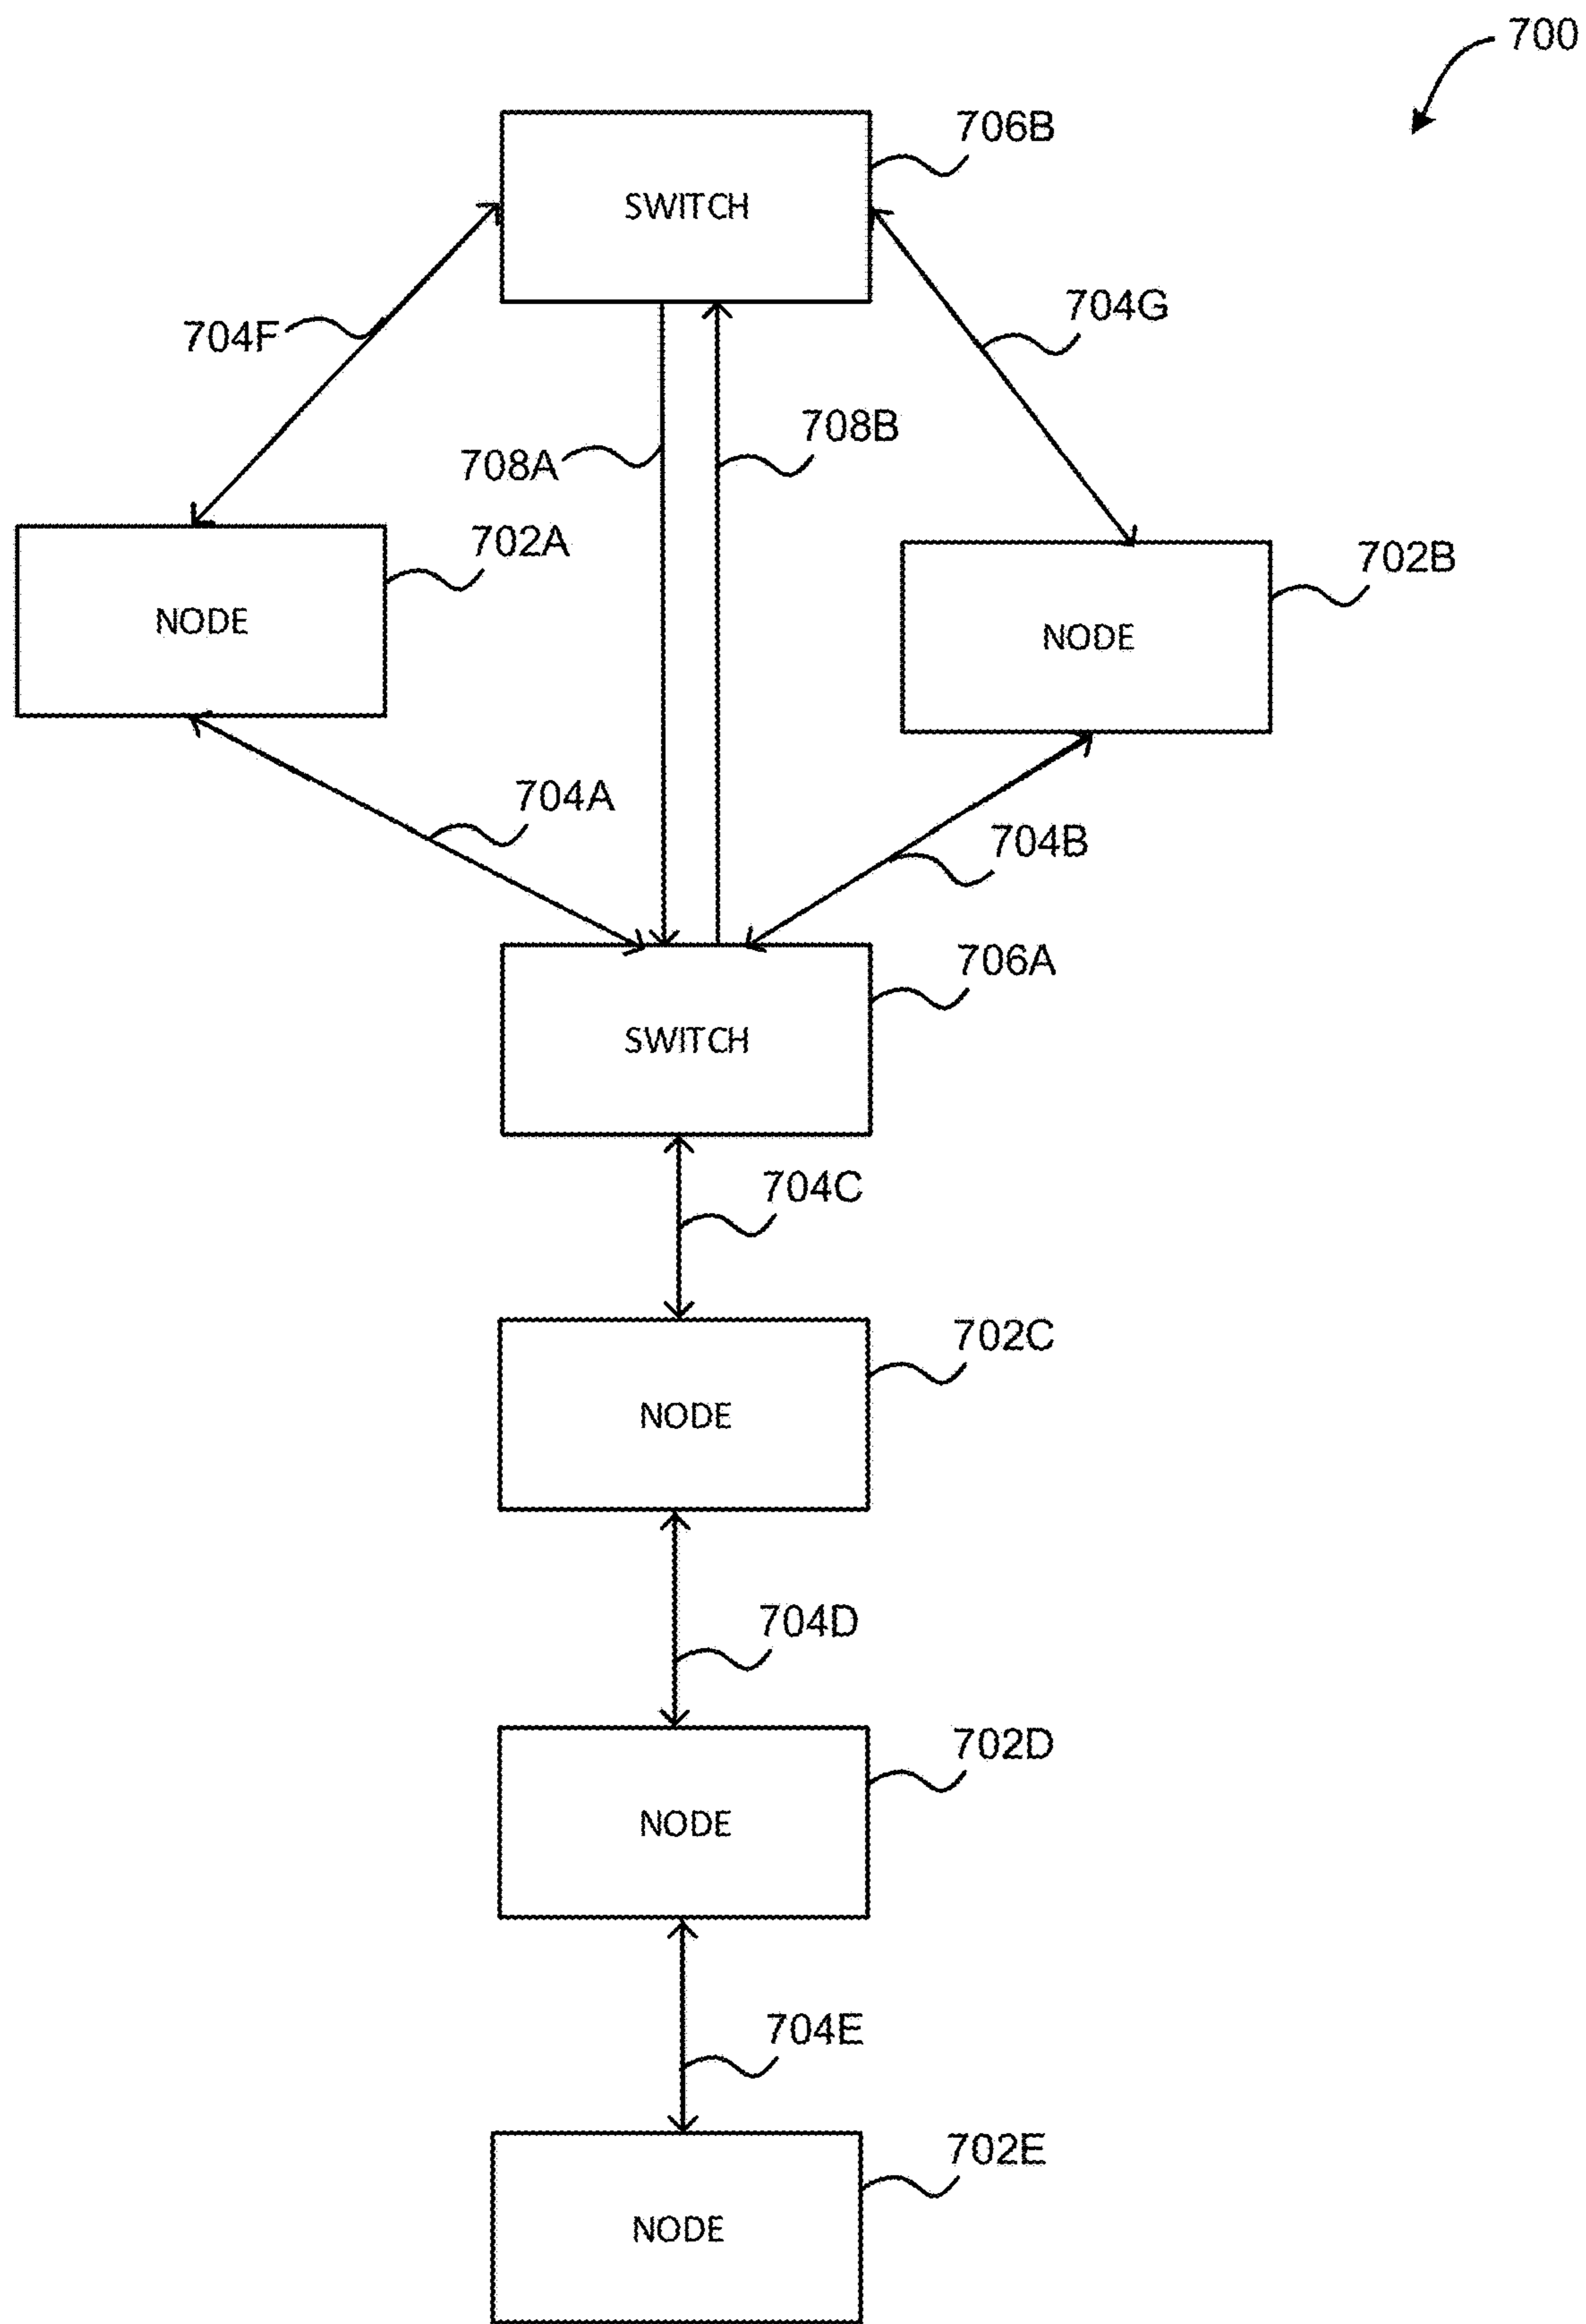 700
706B
SWITCH
704F
704G
708A
708B
702A
NODE
702B
NODE
704A
704B
706A
SWITCH
704C
702C
NODE
704D
702D
NODE
704E
702E
NODE